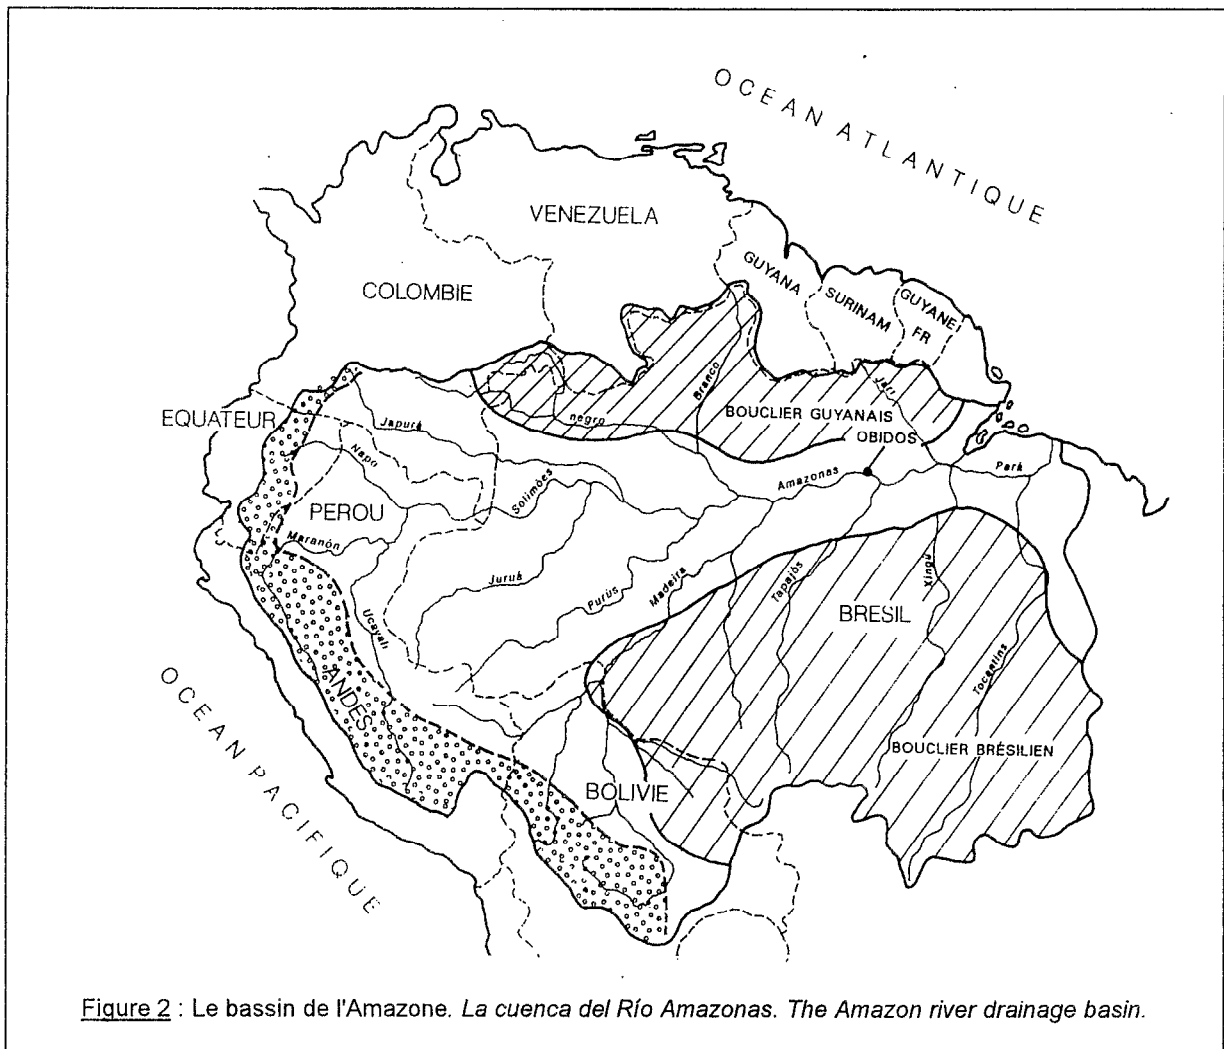 OCEAN ATLANTIQUE
VENEZUELA
COLOMBIE
GUYANA
SURINAM
GUYANE
FR
EQUATEUR
Japurá
negro
Branco
Jari
BOUCLIER GUYANAIS
OBIDOS
Napo
Solimões
Amazonas
Pará
PEROU
Maranón
Juruá
Purús
Madeira
Tapajós
Xingú
BRESIL
Ucayali
Tocantins
ANDES
OCEAN PACIFIQUE
BOLIVIE
BOUCLIER BRÉSILIEN
Figure 2 : Le bassin de l'Amazone. La cuenca del Río Amazonas. The Amazon river drainage basin.